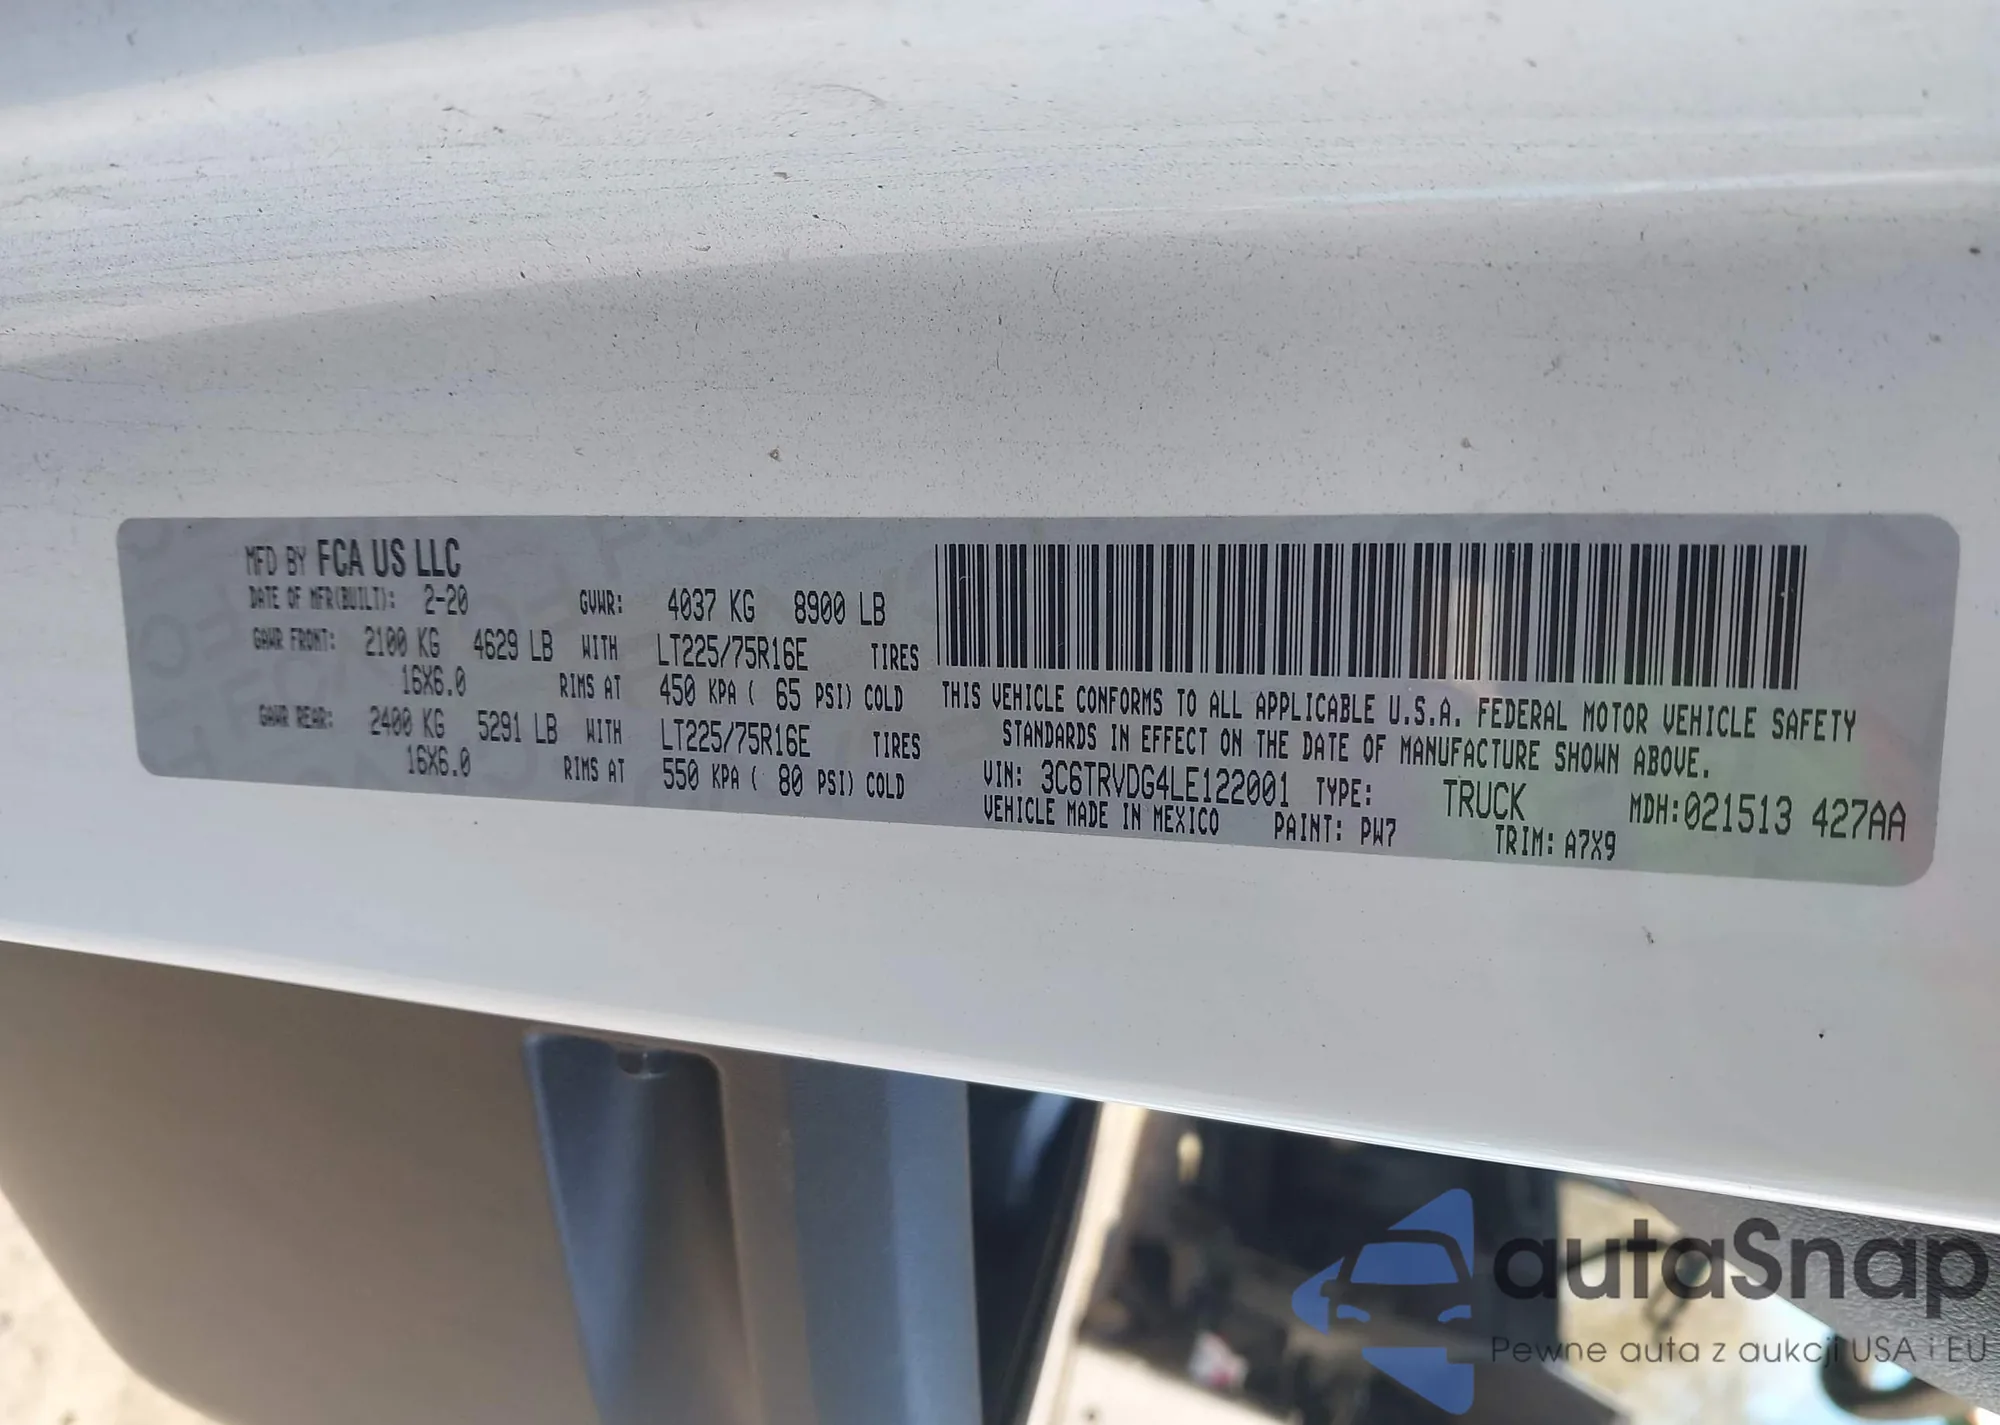 MFD BY FCA US LLC
DATE OF MFR(BUILT): 2-20 GVWR: 4037 KG 8900 LB
GAWR FRONT: 2100 KG 4629 LB WITH LT225/75R16E TIRES
16X6.0 RIMS AT 450 KPA ( 65 PSI) COLD
GAWR REAR: 2400 KG 5291 LB WITH LT225/75R16E TIRES
16X6.0 RIMS AT 550 KPA ( 80 PSI) COLD
THIS VEHICLE CONFORMS TO ALL APPLICABLE U.S.A. FEDERAL MOTOR VEHICLE SAFETY
STANDARDS IN EFFECT ON THE DATE OF MANUFACTURE SHOWN ABOVE.
VIN: 3C6TRVDG4LE122001 TYPE: TRUCK MDH:021513 427AA
VEHICLE MADE IN MEXICO PAINT: PW7 TRIM: A7X9
autaSnap
Pewne auta z aukcji USA i EU